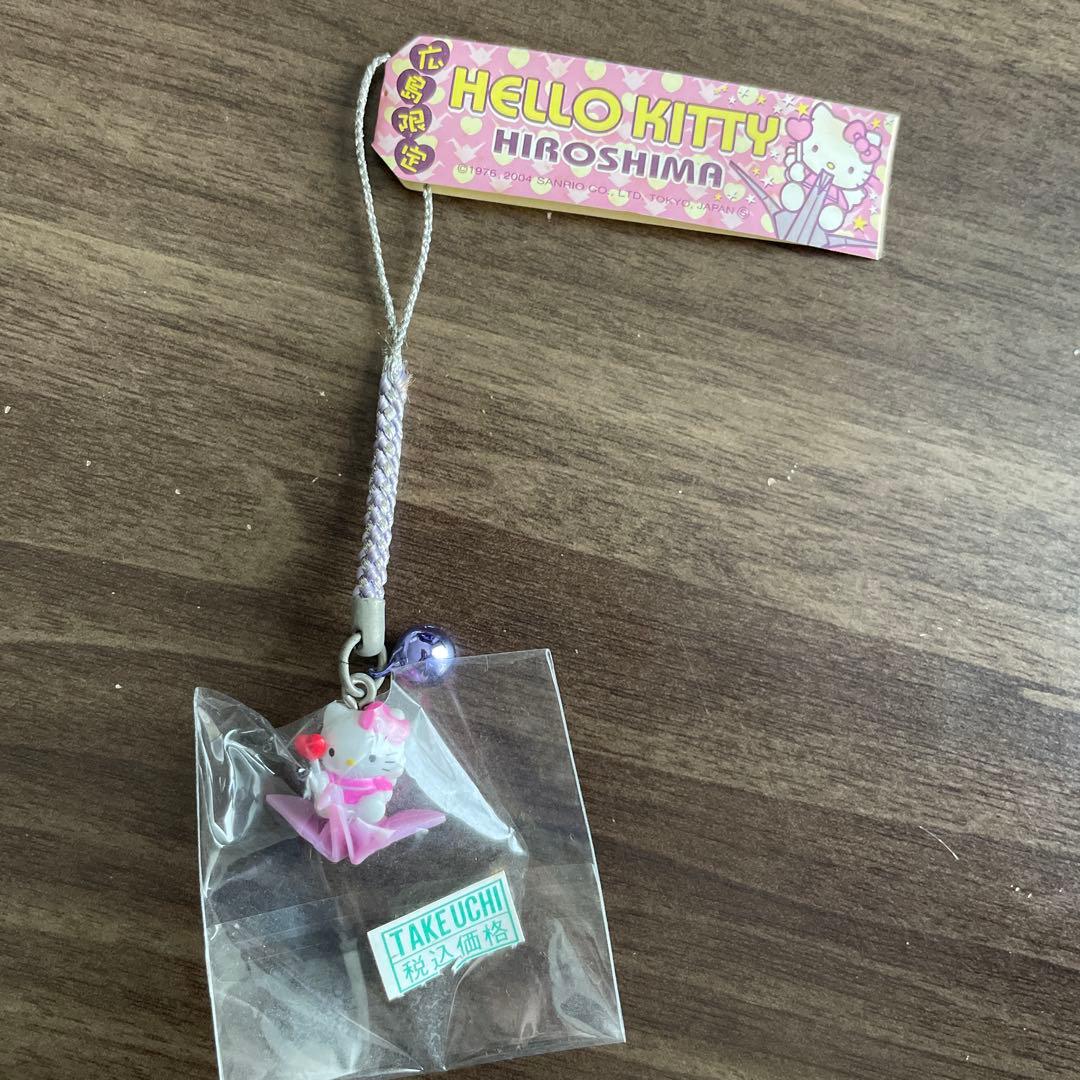 広島限定
HELLO KITTY
HIROSHIMA
©1976, 2004 SANRIO CO., LTD. TOKYO, JAPAN Ⓢ
TAKEUCHI
税込価格